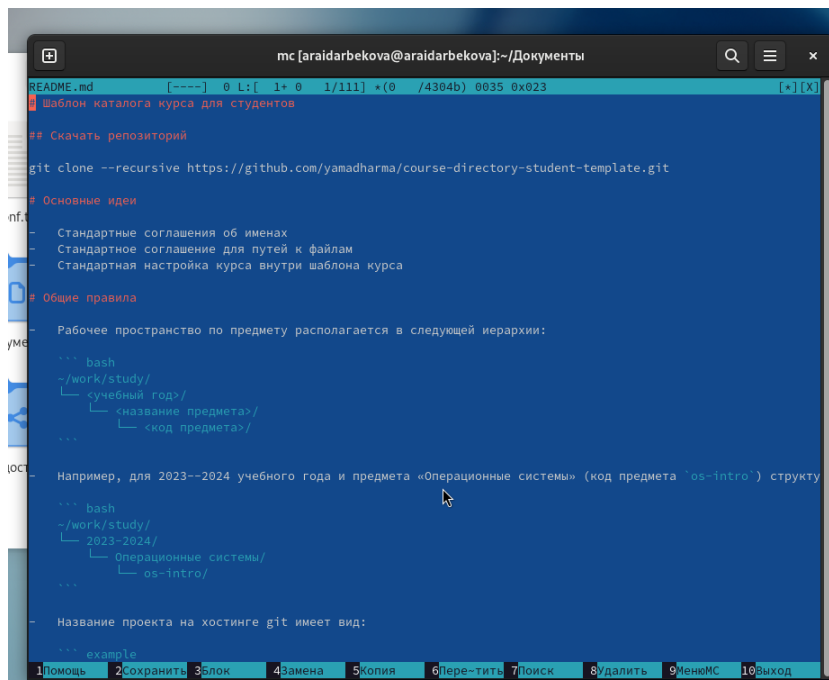 mc [araidarbekova@araidarbekova]:~/Документы
README.md [----] 0 L:[ 1+ 0 1/111] *(0 /4304b) 0035 0x023 [*][X]
# Шаблон каталога курса для студентов
## Скачать репозиторий
git clone --recursive https://github.com/yamadharma/course-directory-student-template.git
# Основные идеи
- Стандартные соглашения об именах
- Стандартное соглашение для путей к файлам
- Стандартная настройка курса внутри шаблона курса
# Общие правила
- Рабочее пространство по предмету располагается в следующей иерархии:
``` bash
~/work/study/
└── <учебный год>/
└── <название предмета>/
└── <код предмета>/
```
- Например, для 2023--2024 учебного года и предмета «Операционные системы» (код предмета `os-intro`) структу
``` bash
~/work/study/
└── 2023-2024/
└── Операционные системы/
└── os-intro/
```
- Название проекта на хостинге git имеет вид:
``` example
1Помощь 2Сохранить 3Блок 4Замена 5Копия 6Пере~тить 7Поиск 8Удалить 9МенюMC 10Выход